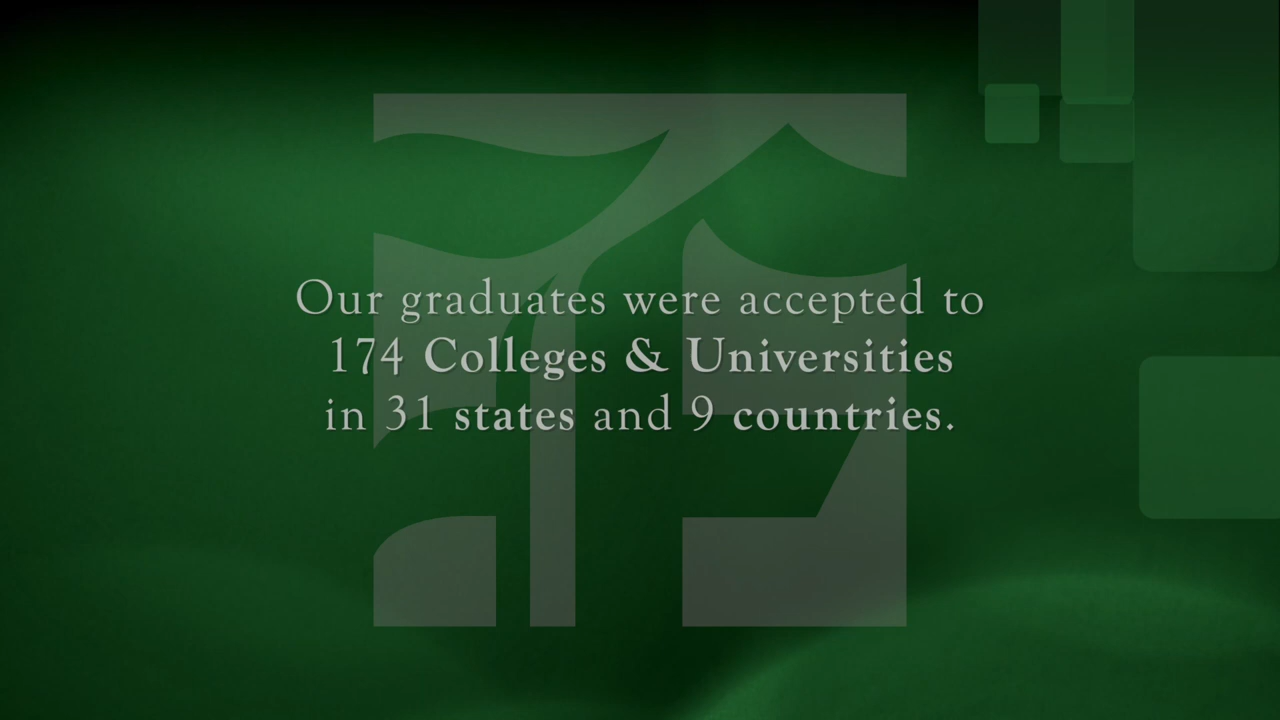 Our graduates were accepted to
174 Colleges & Universities
in 31 states and 9 countries.